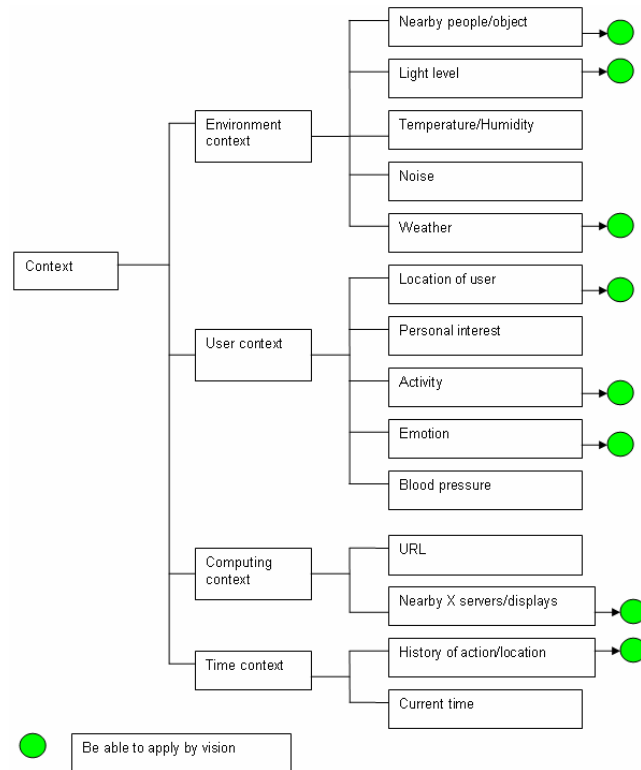 Nearby people/object
Light level
Environment
context
Temperature/Humidity
Noise
Weather
Context
Location of user
User context
Personal interest
Activity
Emotion
Blood pressure
Computing
context
URL
Nearby X servers/displays
Time context
History of action/location
Current time
Be able to apply by vision